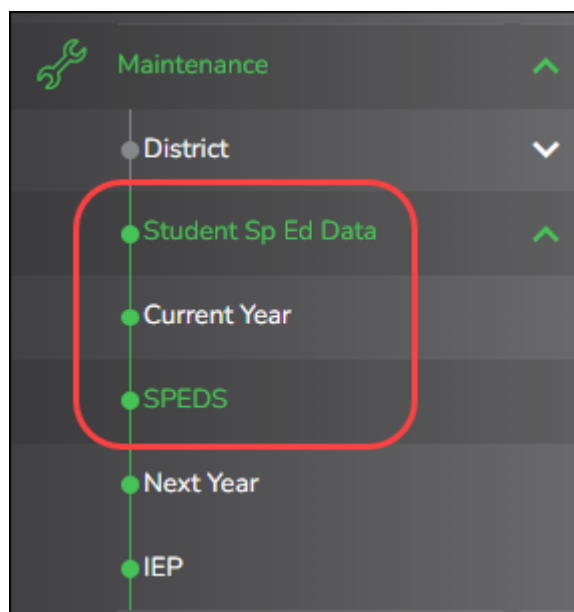 Maintenance
District
Student Sp Ed Data
Current Year
SPEDS
Next Year
IEP